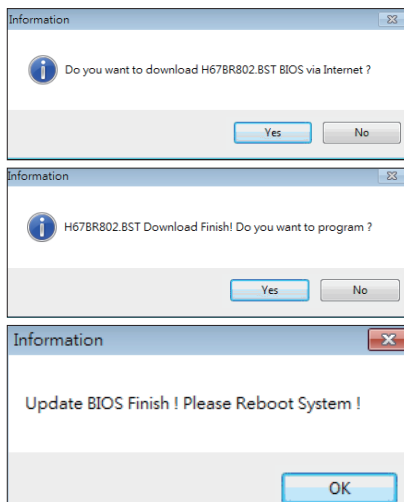 Information
Do you want to download H67BR802.BST BIOS via Internet ?
Yes No
Information
H67BR802.BST Download Finish! Do you want to program ?
Yes No
Information
Update BIOS Finish ! Please Reboot System !
OK